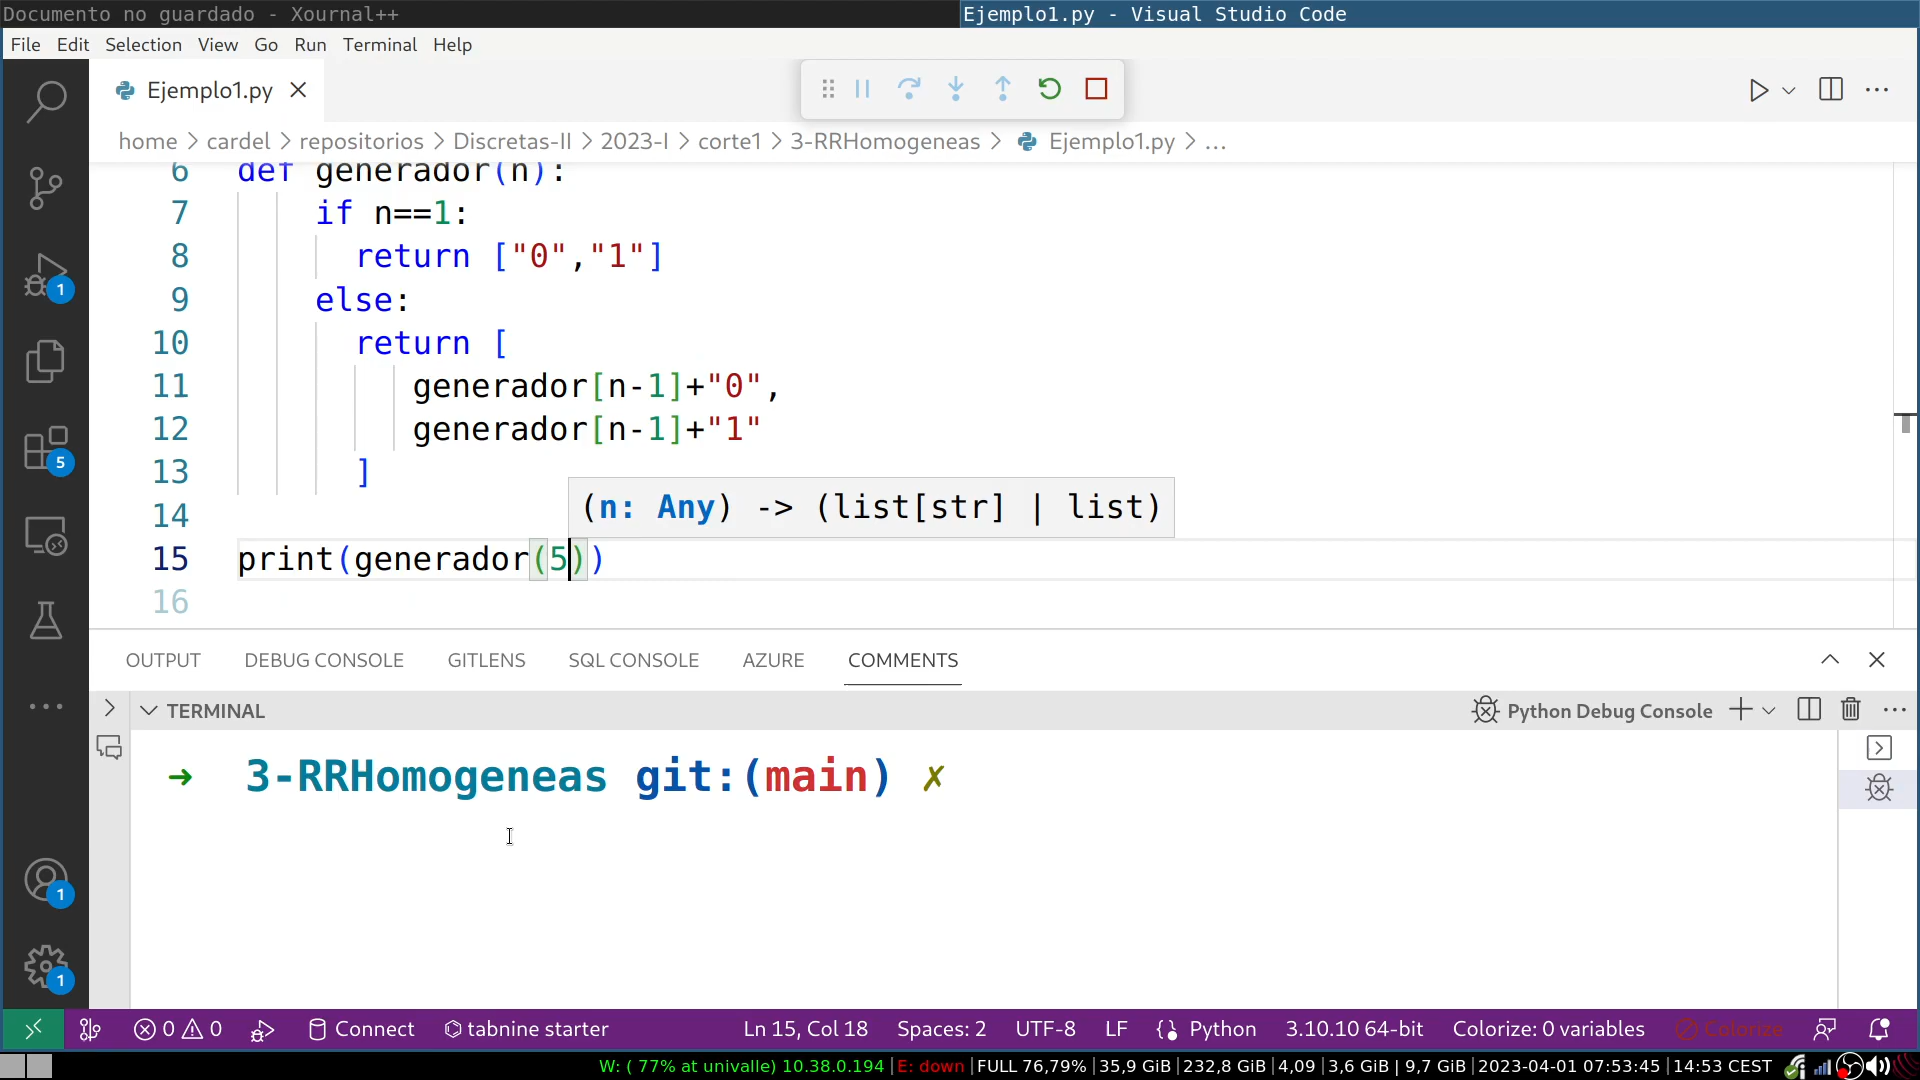 Documento no guardado - Xournal++
Ejemplo1.py - Visual Studio Code
File Edit Selection View Go Run Terminal Help
Ejemplo1.py
home > cardel > repositorios > Discretas-II > 2023-I > corte1 > 3-RRHomogeneas > Ejemplo1.py > ...
6 def generador(n):
7 if n==1:
8 return ["0","1"]
9 else:
10 return [
11 generador[n-1]+"0",
12 generador[n-1]+"1"
13 ]
(n: Any) -> (list[str] | list)
14
15 print(generador(5))
16
OUTPUT DEBUG CONSOLE GITLENS SQL CONSOLE AZURE COMMENTS
TERMINAL
Python Debug Console
➜ 3-RRHomogeneas git:(main) ✗
1
5
1
1
0 0 Connect tabnine starter Ln 15, Col 18 Spaces: 2 UTF-8 LF {} Python 3.10.10 64-bit Colorize: 0 variables Colorize
W: ( 77% at univalle) 10.38.0.194 |E: down |FULL 76,79% |35,9 GiB |232,8 GiB |4,09 |3,6 GiB | 9,7 GiB |2023-04-01 07:53:45 |14:53 CEST